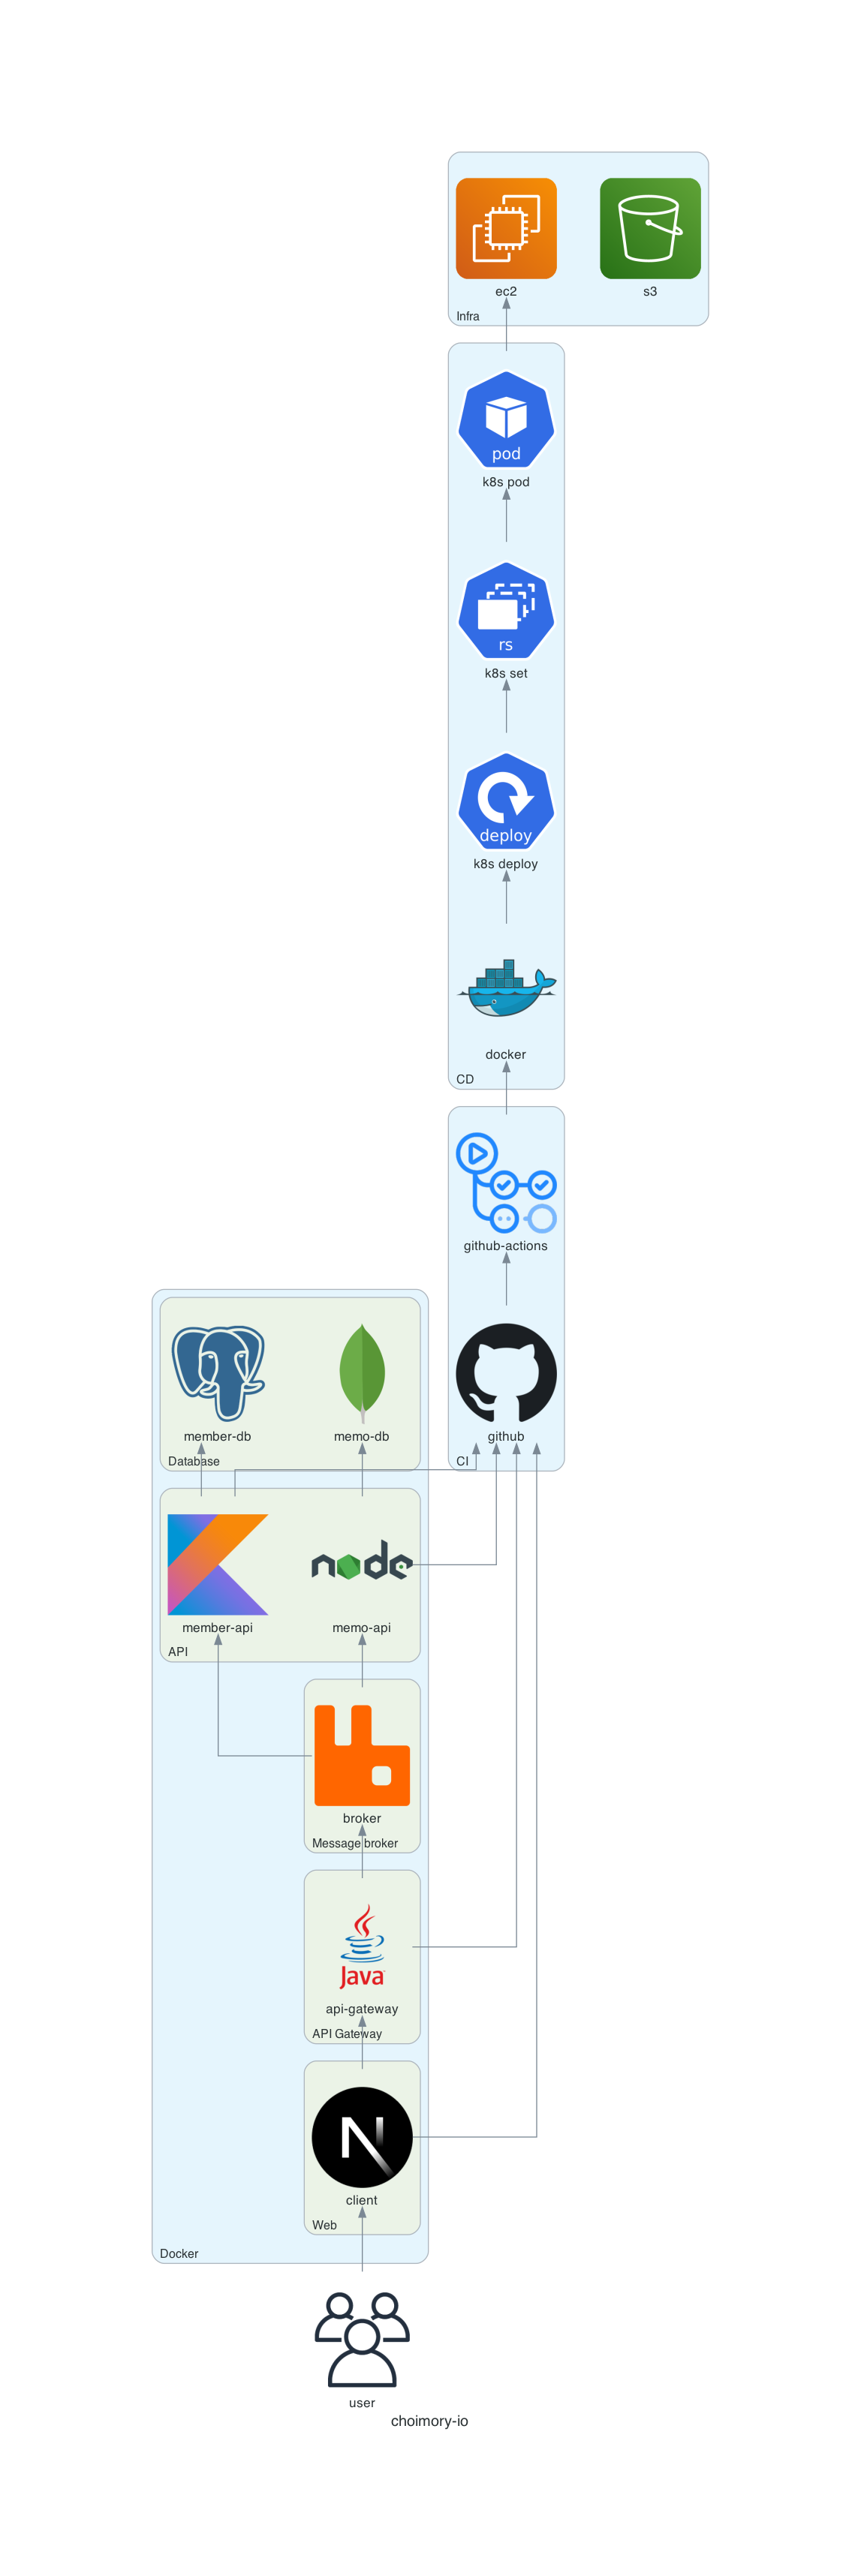 ec2
s3
Infra
pod
k8s pod
rs
k8s set
deploy
k8s deploy
docker
CD
github-actions
member-db
memo-db
github
Database
CI
node
member-api
memo-api
API
broker
Message broker
Java
api-gateway
API Gateway
N
client
Web
Docker
user
choimory-io